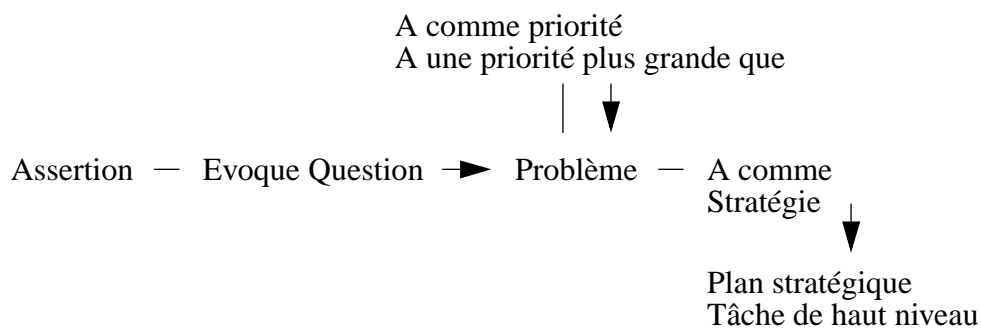 A comme priorité
A une priorité plus grande que
Assertion — Evoque Question Problème — A comme
Stratégie
Plan stratégique
Tâche de haut niveau